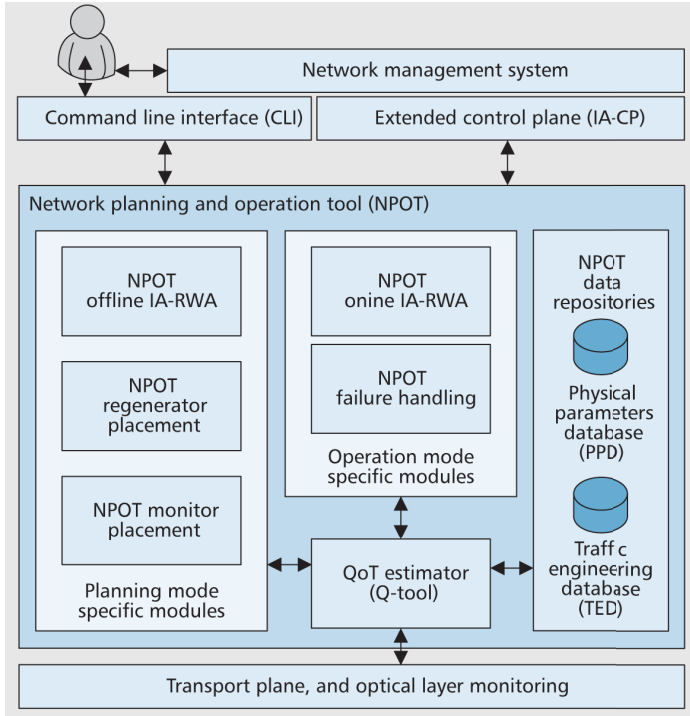 Network management system
Command line interface (CLI)
Extended control plane (IA-CP)
Network planning and operation tool (NPOT)
NPOT
offline IA-RWA
NPOT
regenerator
placement
NPOT monitor
placement
Planning mode
specific modules
NPOT
onine IA-RWA
NPOT
failure handling
Operation mode
specific modules
QoT estimator
(Q-tool)
NPOT
data
repositories
Physical
parameters
database
(PPD)
Traff c
engineering
database
(TED)
Transport plane, and optical layer monitoring